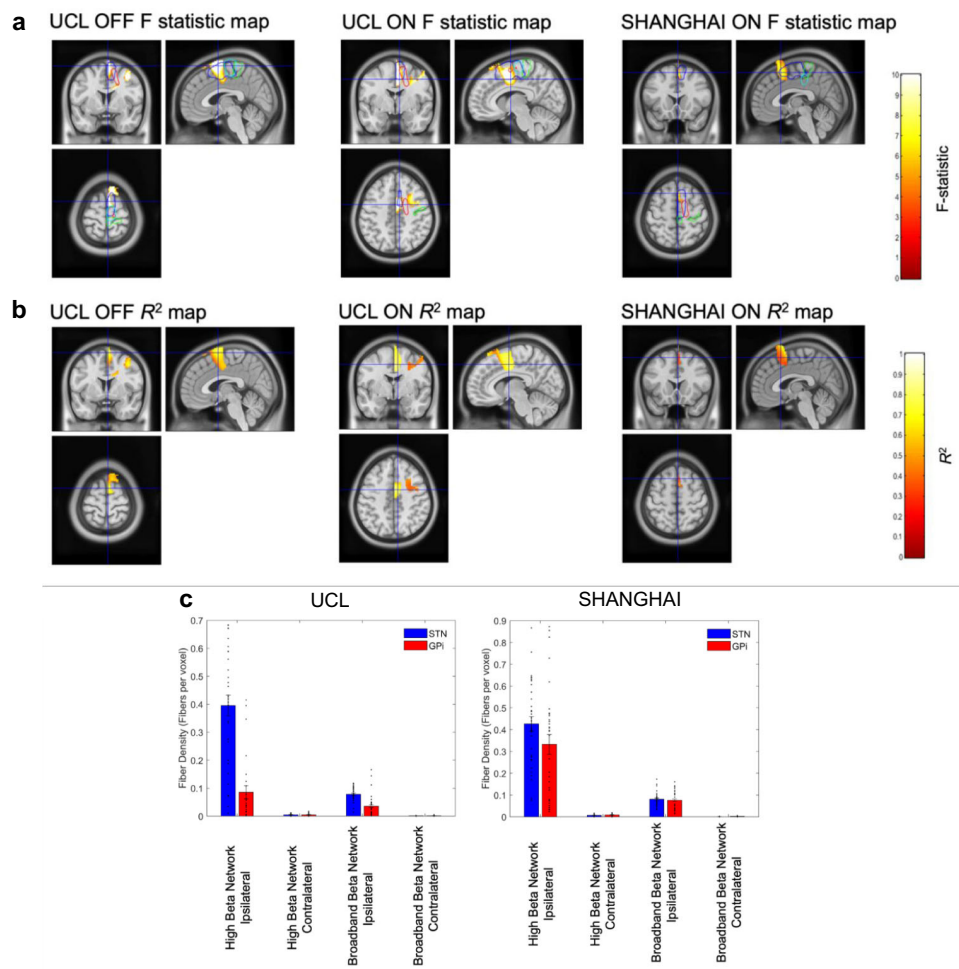 a
UCL OFF F statistic map
UCL ON F statistic map
SHANGHAI ON F statistic map
10
9
8
7
6
5
4
3
2
1
0
F-statistic
b
UCL OFF R² map
UCL ON R² map
SHANGHAI ON R² map
1
0.9
0.8
0.7
0.6
0.5
0.4
0.3
0.2
0.1
0
R²
c
UCL
SHANGHAI
Fiber Density (Fibers per voxel)
0.7
0.6
0.5
0.4
0.3
0.2
0.1
0
STN
GPi
High Beta Network
Ipsilateral
High Beta Network
Contralateral
Broadband Beta Network
Ipsilateral
Broadband Beta Network
Contralateral
Fiber Density (Fibers per voxel)
0.9
0.8
0.7
0.6
0.5
0.4
0.3
0.2
0.1
0
STN
GPi
High Beta Network
Ipsilateral
High Beta Network
Contralateral
Broadband Beta Network
Ipsilateral
Broadband Beta Network
Contralateral